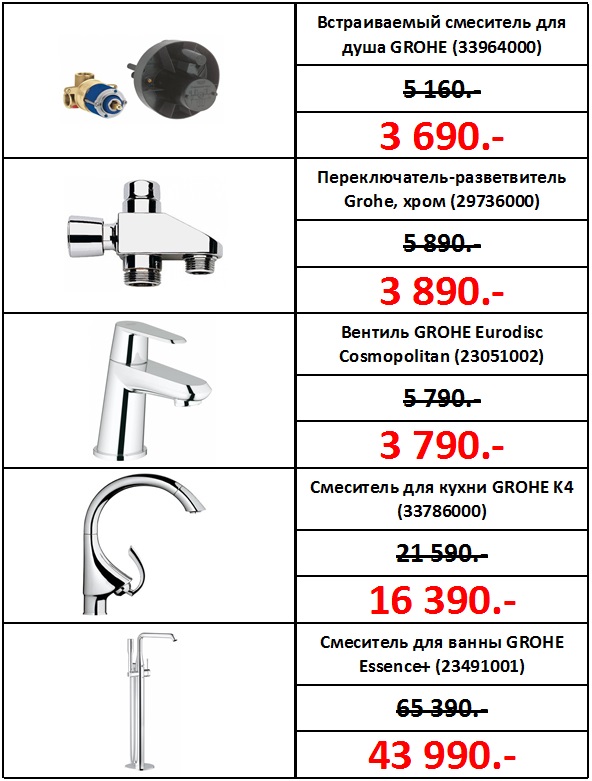 Встраиваемый смеситель для
душа GROHE (33964000)
5 160.-
3 690.-
Переключатель-разветвитель
Grohe, хром (29736000)
5 890.-
3 890.-
Вентиль GROHE Eurodisc
Cosmopolitan (23051002)
5 790.-
3 790.-
Смеситель для кухни GROHE K4
(33786000)
21 590.-
16 390.-
Смеситель для ванны GROHE
Essence+ (23491001)
65 390.-
43 990.-